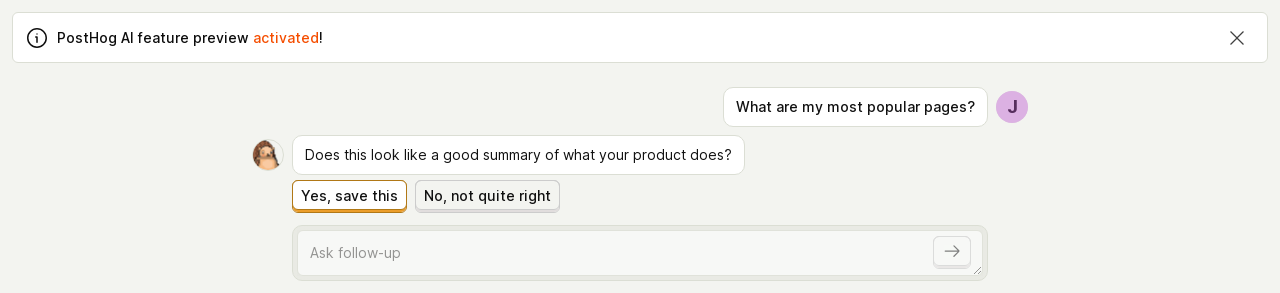 PostHog AI feature preview activated!
What are my most popular pages?
J
Does this look like a good summary of what your product does?
Yes, save this
No, not quite right
Ask follow-up